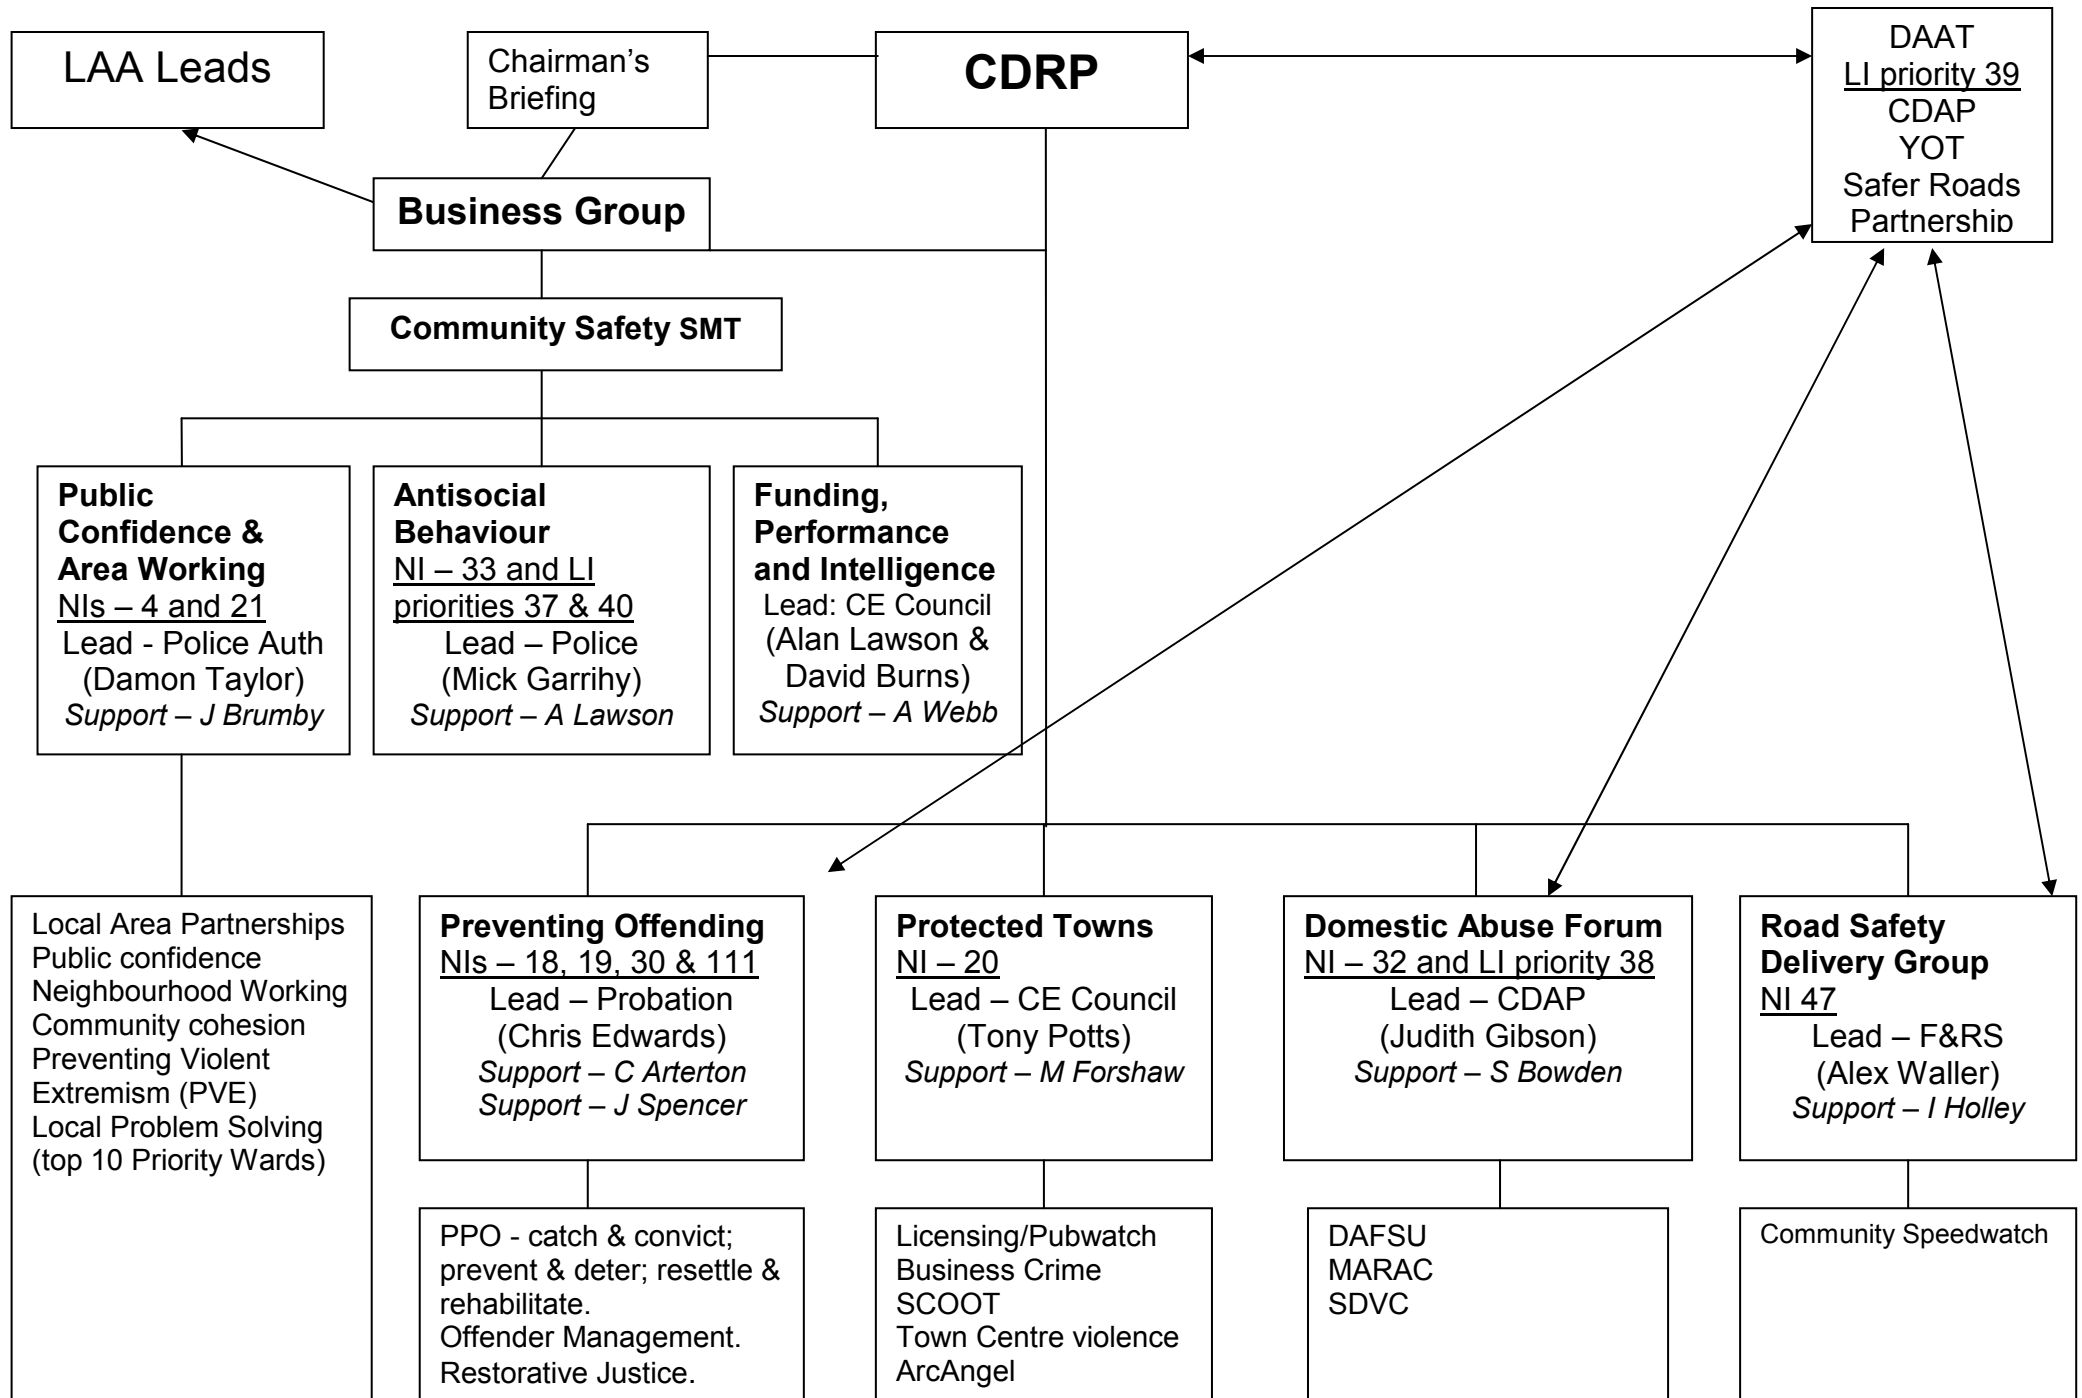 LAA Leads
Chairman's
Briefing
CDRP
DAAT
LI priority 39
CDAP
YOT
Safer Roads
Partnership
Business Group
Community Safety SMT
Public
Confidence &
Area Working
NIs – 4 and 21
Lead - Police Auth
(Damon Taylor)
Support – J Brumby
Antisocial
Behaviour
NI – 33 and LI
priorities 37 & 40
Lead – Police
(Mick Garrihy)
Support – A Lawson
Funding,
Performance
and Intelligence
Lead: CE Council
(Alan Lawson &
David Burns)
Support – A Webb
Local Area Partnerships
Public confidence
Neighbourhood Working
Community cohesion
Preventing Violent
Extremism (PVE)
Local Problem Solving
(top 10 Priority Wards)
Preventing Offending
NIs – 18, 19, 30 & 111
Lead – Probation
(Chris Edwards)
Support – C Arterton
Support – J Spencer
Protected Towns
NI – 20
Lead – CE Council
(Tony Potts)
Support – M Forshaw
Domestic Abuse Forum
NI – 32 and LI priority 38
Lead – CDAP
(Judith Gibson)
Support – S Bowden
Road Safety
Delivery Group
NI 47
Lead – F&RS
(Alex Waller)
Support – I Holley
PPO - catch & convict;
prevent & deter; resettle &
rehabilitate.
Offender Management.
Restorative Justice.
Licensing/Pubwatch
Business Crime
SCOOT
Town Centre violence
ArcAngel
DAFSU
MARAC
SDVC
Community Speedwatch